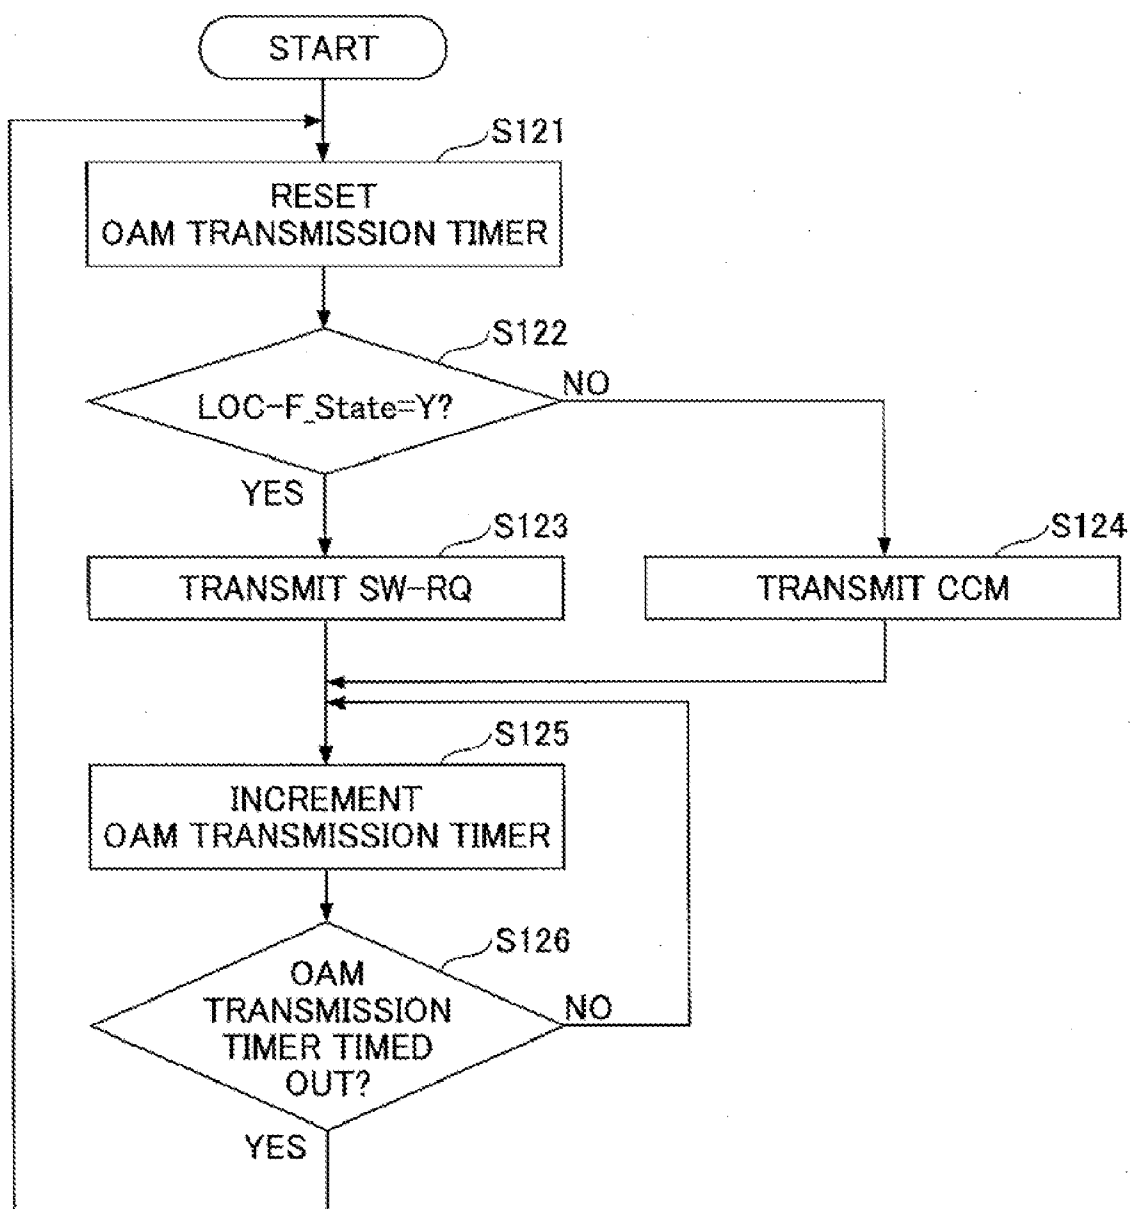 START
S121
RESET
OAM TRANSMISSION TIMER
S122
LOC-F_State=Y?
NO
YES
S123
TRANSMIT SW-RQ
S124
TRANSMIT CCM
S125
INCREMENT
OAM TRANSMISSION TIMER
S126
OAM
TRANSMISSION
TIMER TIMED
OUT?
NO
YES